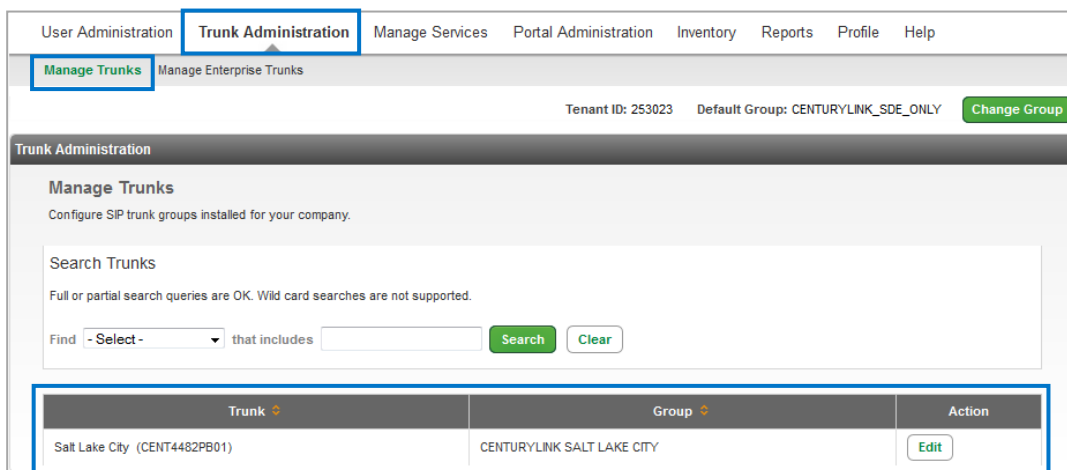 User Administration Trunk Administration Manage Services Portal Administration Inventory Reports Profile Help
Manage Trunks Manage Enterprise Trunks
Tenant ID: 253023 Default Group: CENTURYLINK_SDE_ONLY Change Group
Trunk Administration
Manage Trunks
Configure SIP trunk groups installed for your company.
Search Trunks
Full or partial search queries are OK. Wild card searches are not supported.
Find - Select - that includes Search Clear
Trunk Group Action
Salt Lake City (CENT4482PB01) CENTURYLINK SALT LAKE CITY Edit